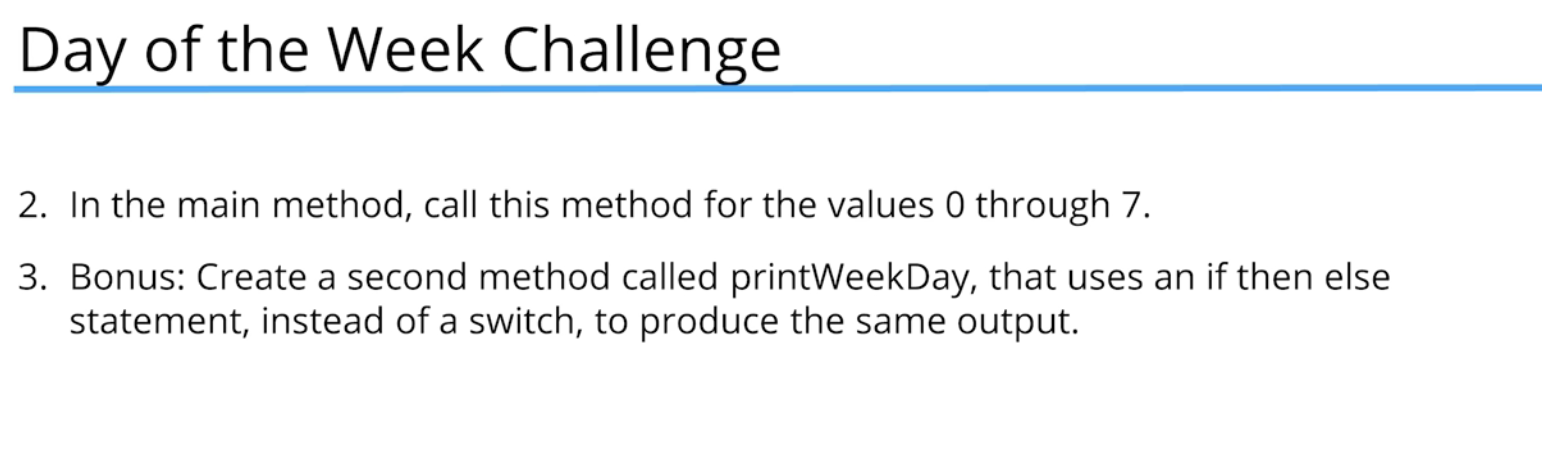 Day of the Week Challenge
2. In the main method, call this method for the values 0 through 7.
3. Bonus: Create a second method called printWeekDay, that uses an if then else
statement, instead of a switch, to produce the same output.